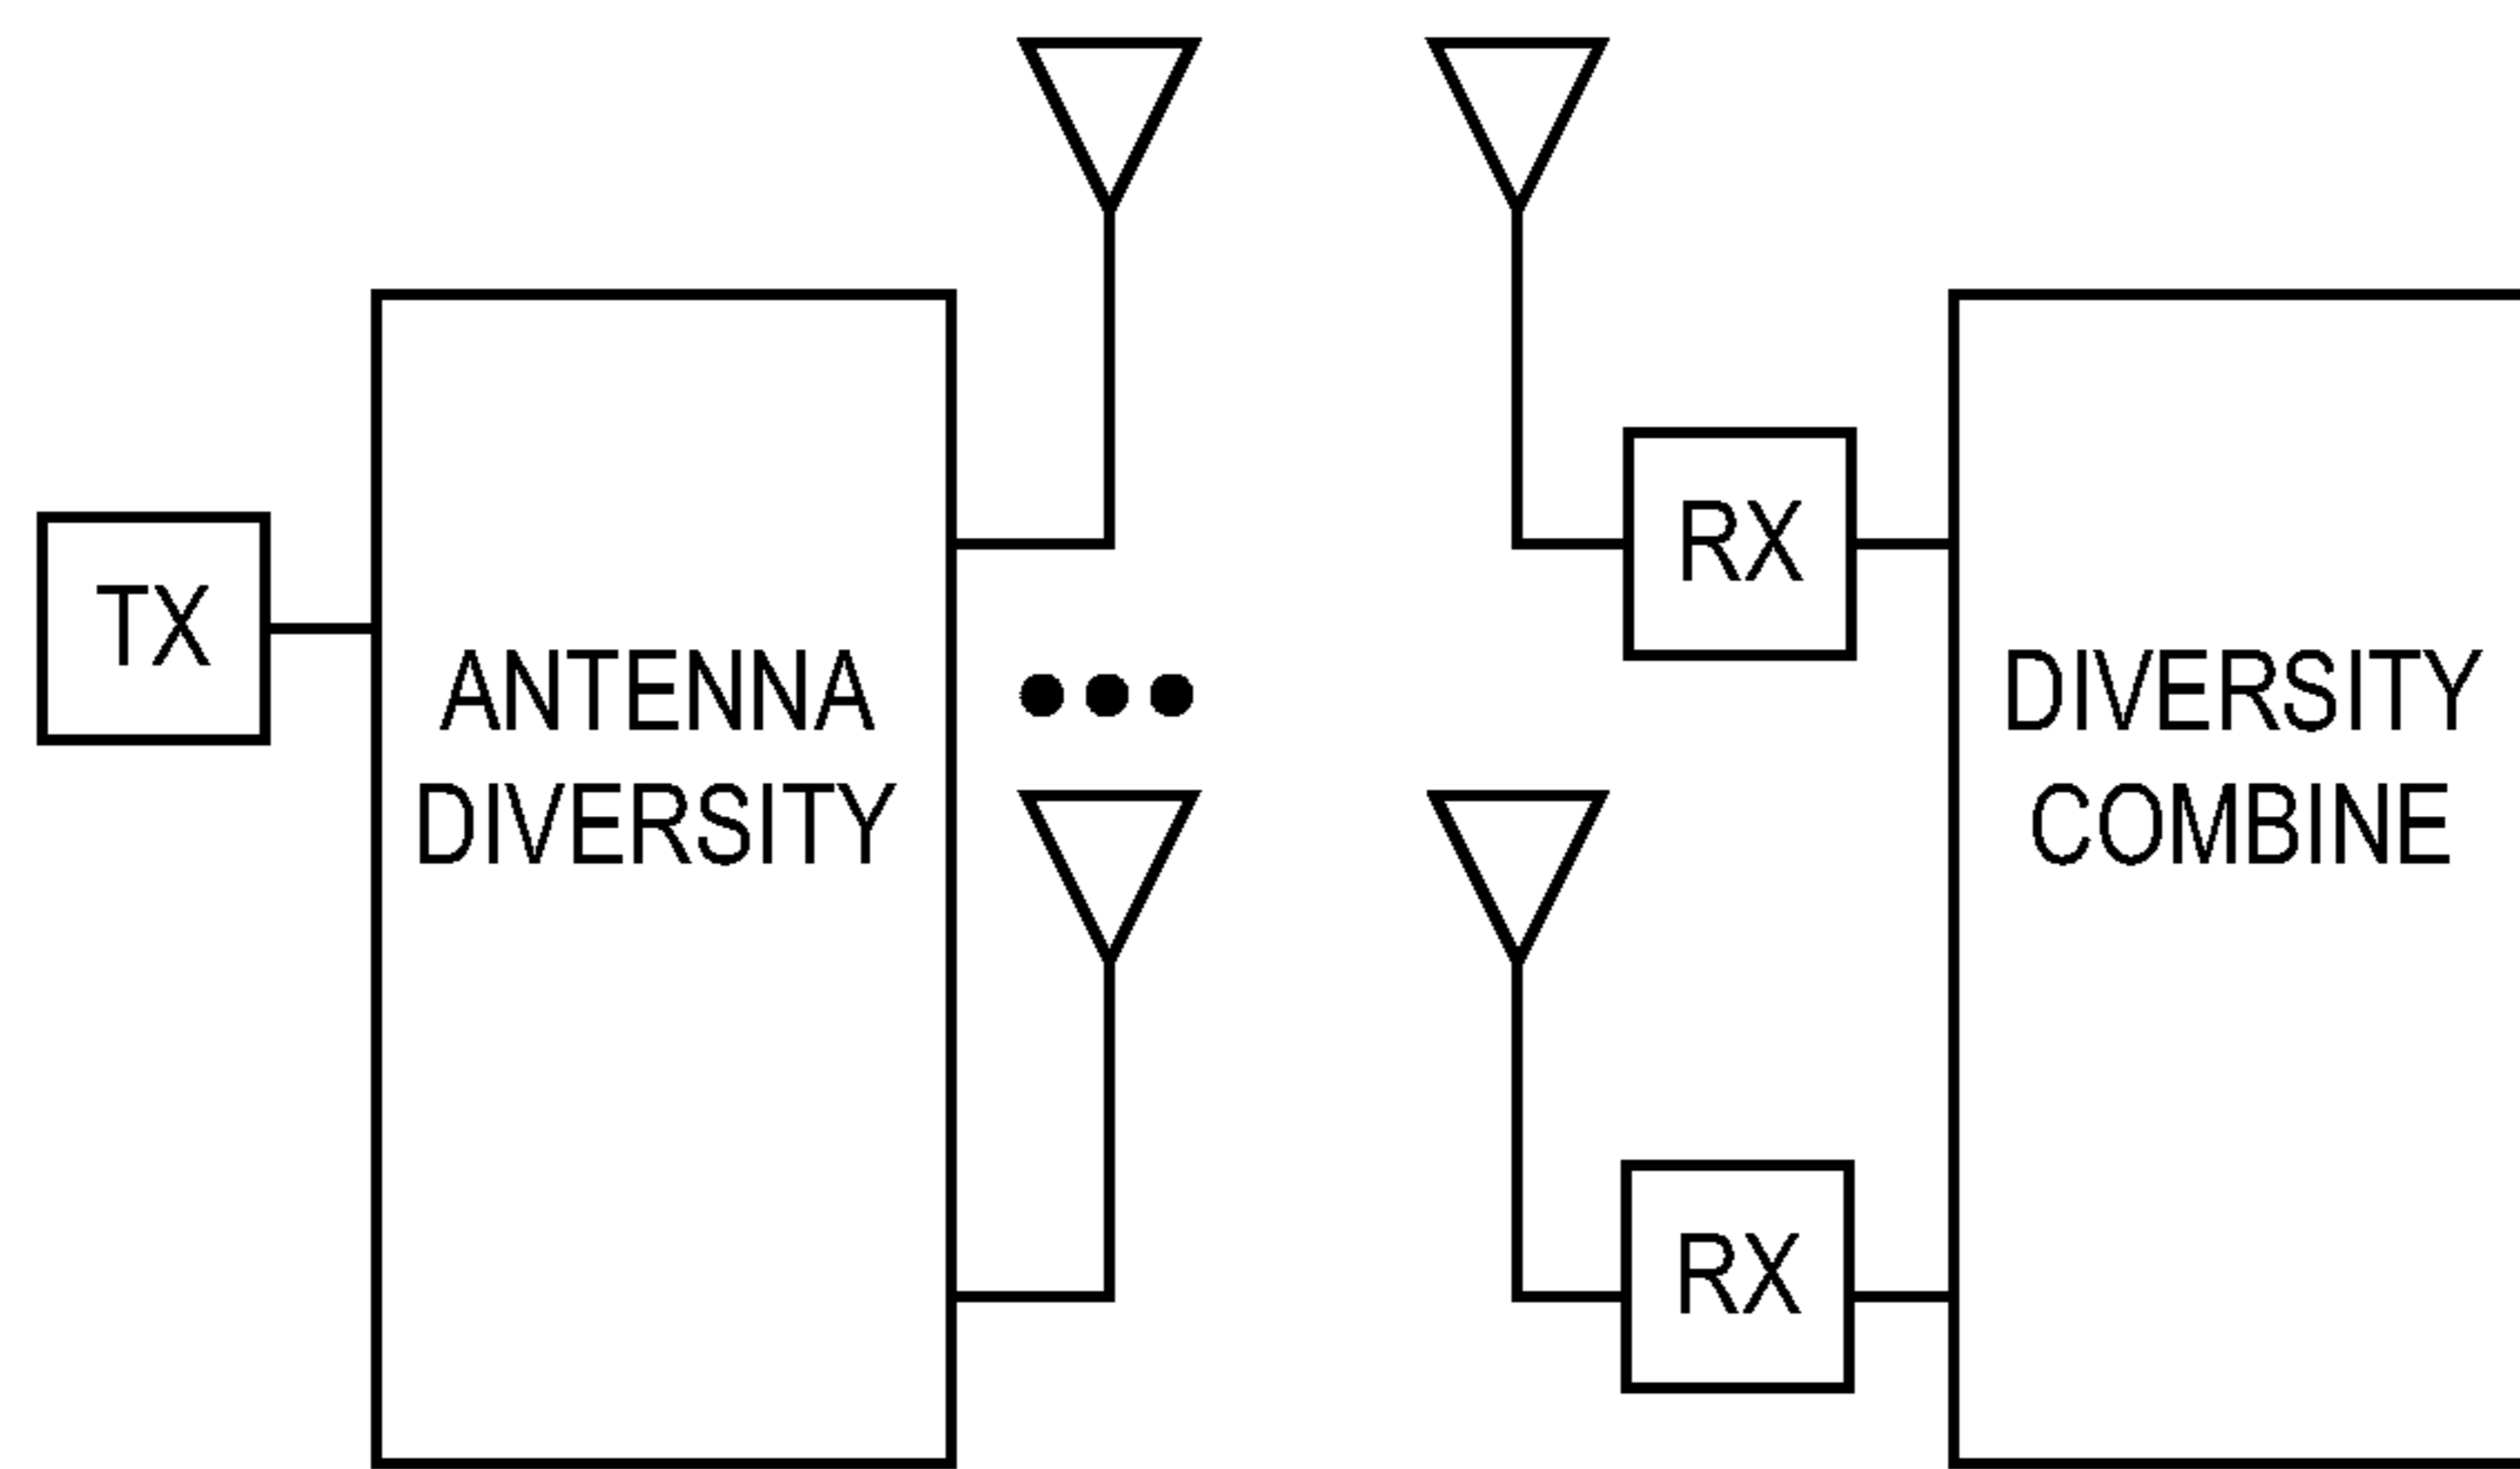 TX
ANTENNA
DIVERSITY
RX
RX
DIVERSITY
COMBINE